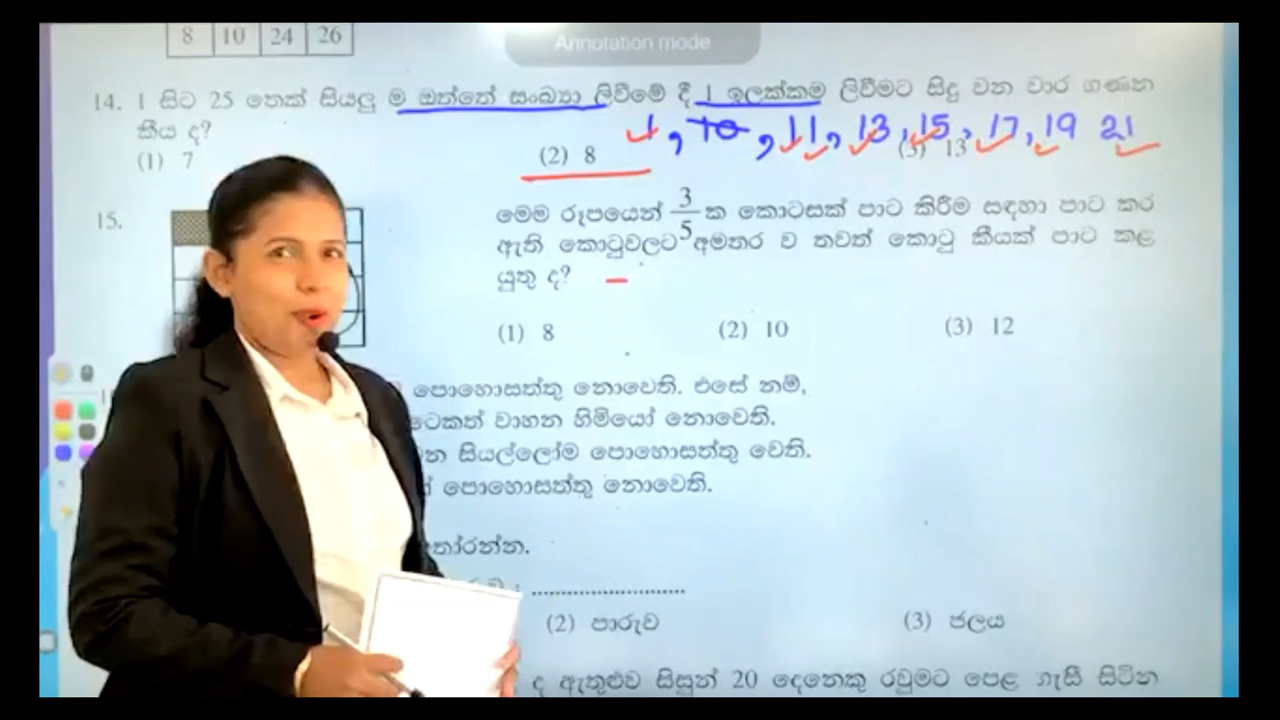 8 10 24 26
Annotation mode
14. 1 සිට 25 තෙක් සියලු ම ඔත්තේ සංඛ්‍යා ලිවීමේ දී 1 ඉලක්කම ලිවීමට සිදු වන වාර ගණන
කීය ද?
1, 10, 11, 13, 15, 17, 19 21
(1) 7 (2) 8 (3) 13
15. මෙම රූපයෙන් 3/5 ක කොටසක් පාට කිරීම සඳහා පාට කර
ඇති කොටුවලට අමතර ව තවත් කොටු කීයක් පාට කළ
යුතු ද?
(1) 8 (2) 10 (3) 12
පොහොසත්තු නොවෙති. එසේ නම්,
වාහන හිමියෝ නොවෙති.
සියල්ලෝම පොහොසත්තු වෙති.
පොහොසත්තු නොවෙති.
තෝරන්න.
(2) පාරුව (3) ජලය
ද ඇතුළුව සිසුන් 20 දෙනෙකු රවුමට පෙළ ගැසී සිටින